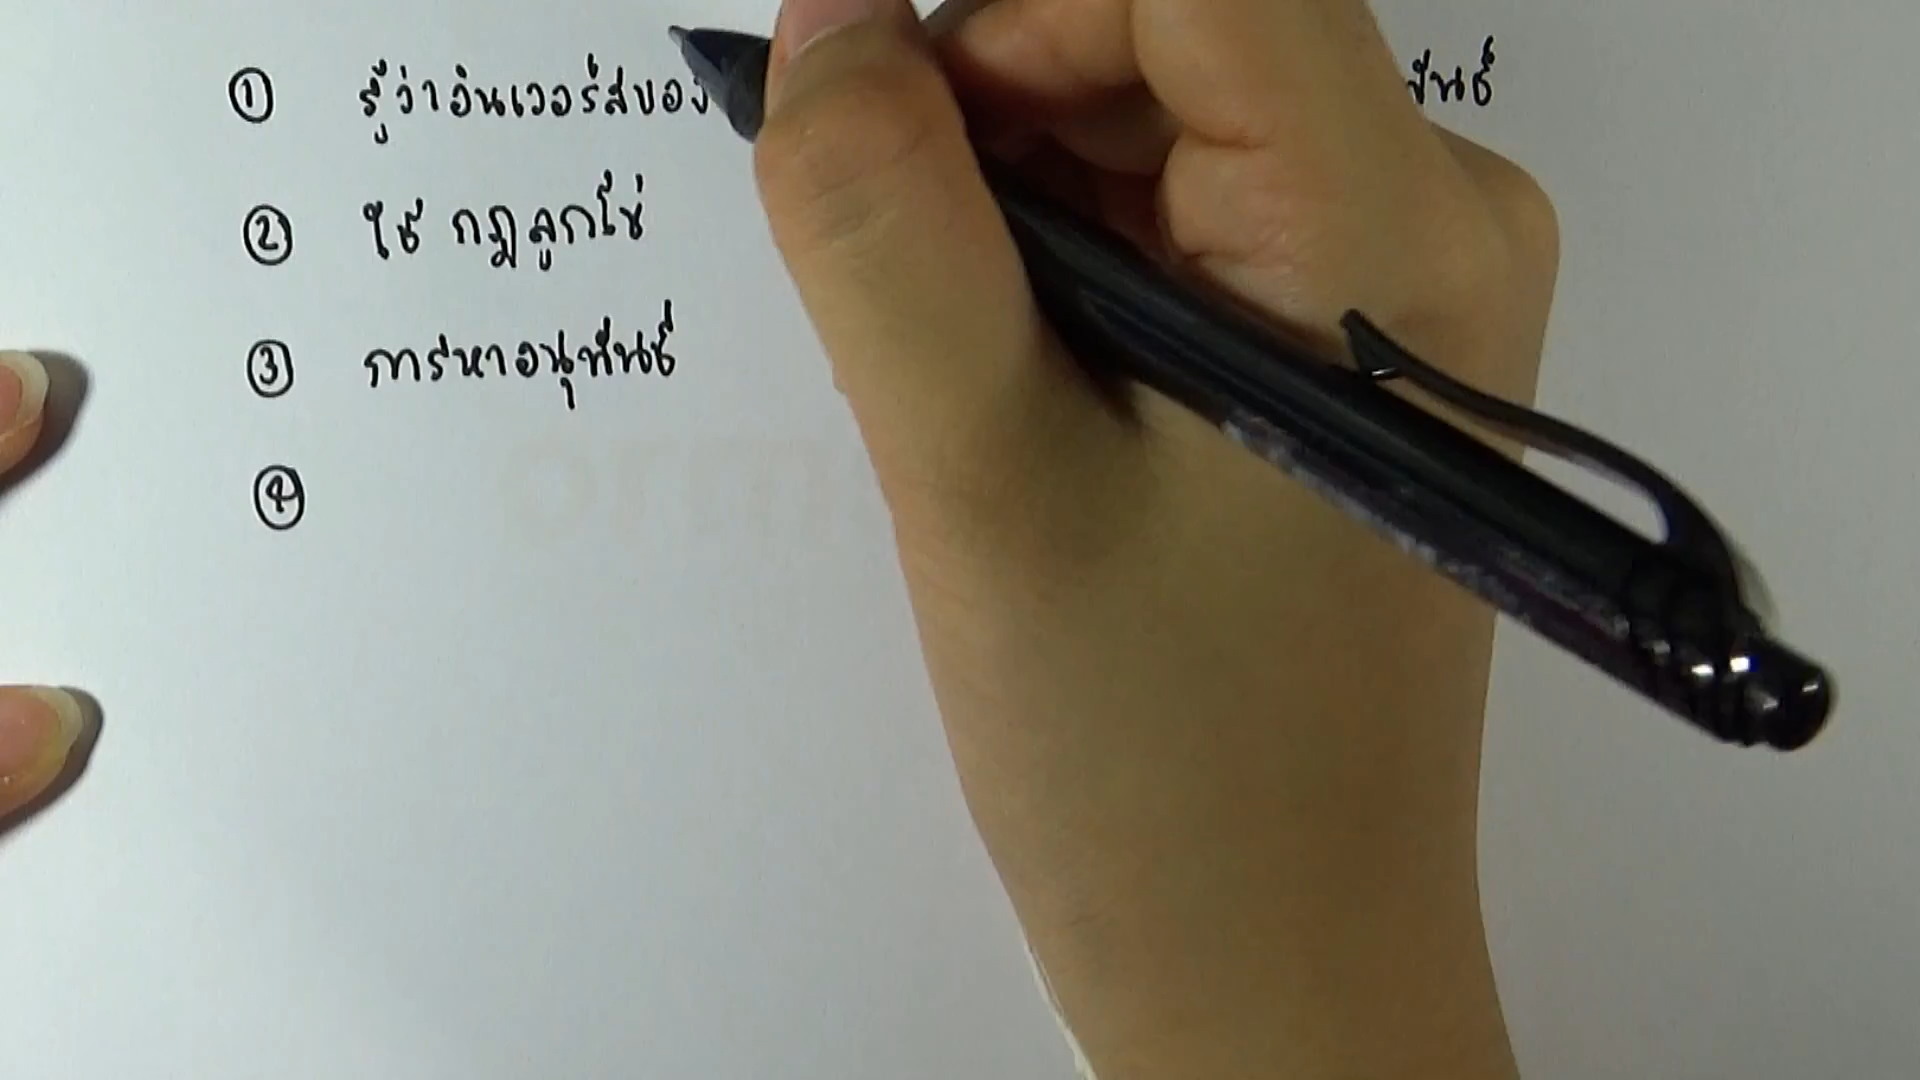 ① รู้ว่าอินเวอร์สของ
② ใช้ กฎลูกโซ่
③ การหาอนุพันธ์
④